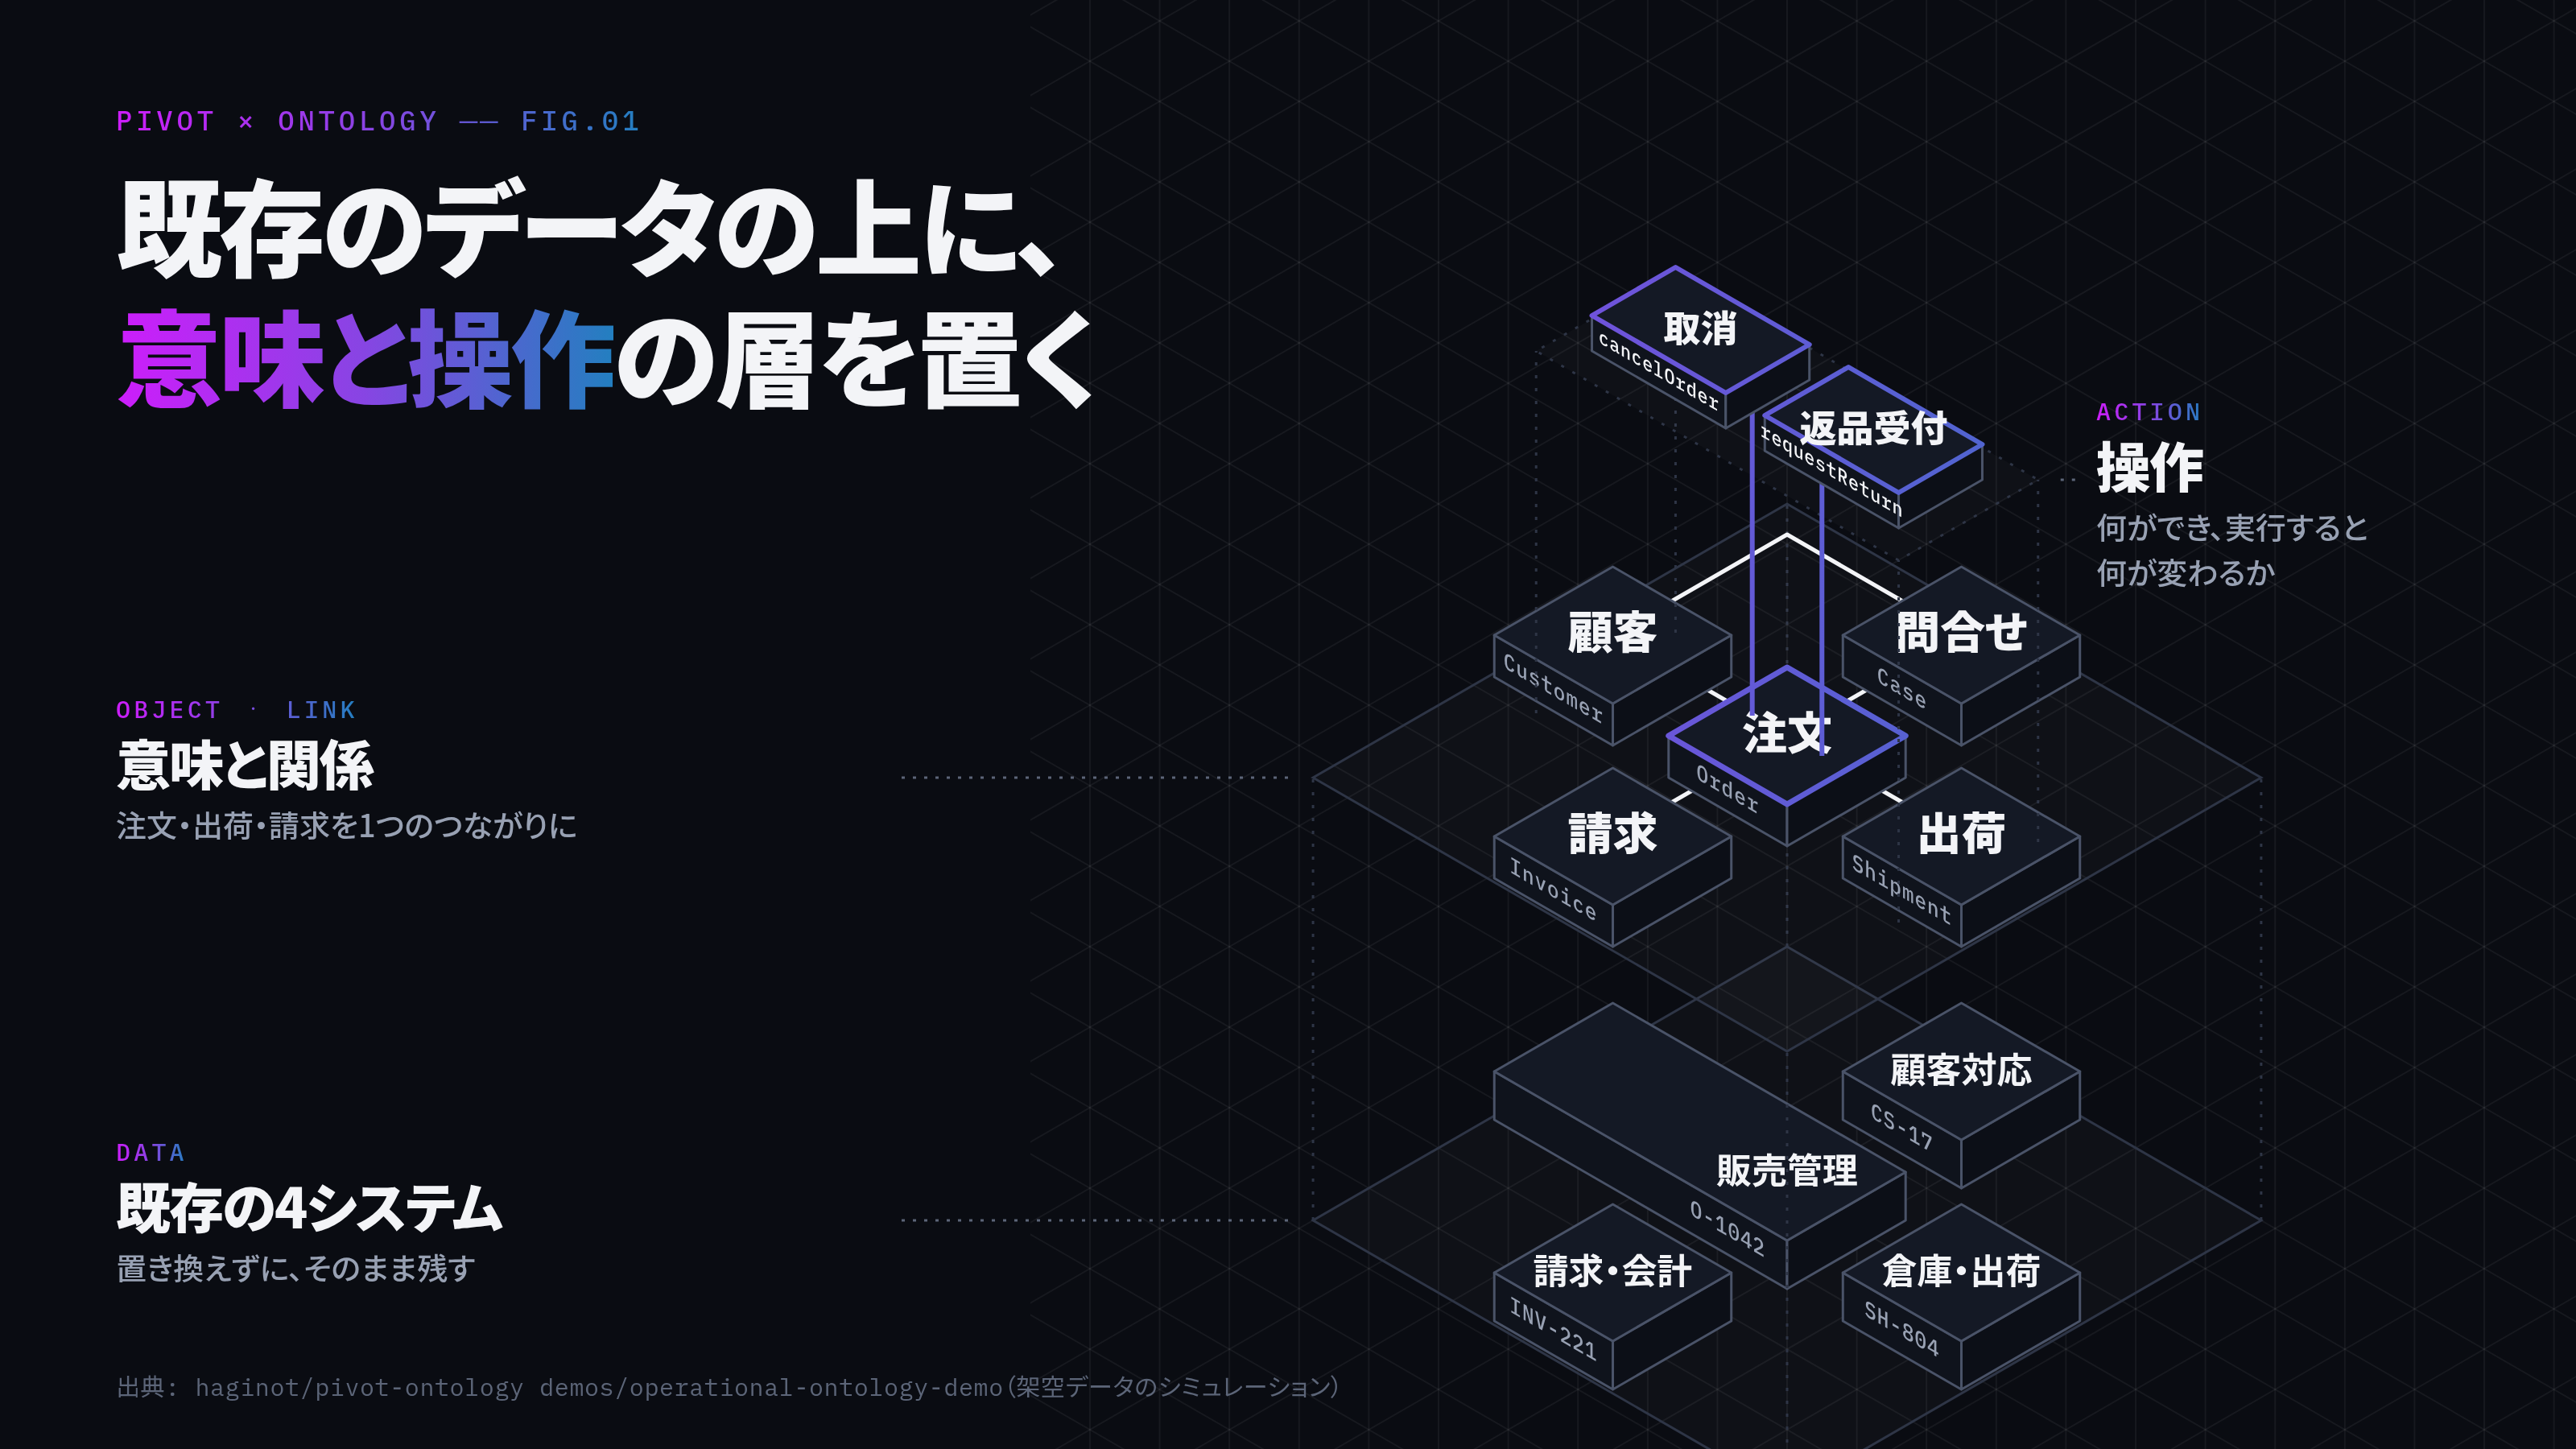 PIVOT × ONTOLOGY —— FIG.01
既存のデータの上に、
意味と操作の層を置く
取消
cancelOrder
返品受付
requestReturn
ACTION
操作
何ができ、実行すると
何が変わるか
顧客
Customer
問合せ
Case
注文
Order
請求
Invoice
出荷
Shipment
OBJECT · LINK
意味と関係
注文・出荷・請求を1つのつながりに
顧客対応
CS-17
販売管理
O-1042
請求・会計
INV-221
倉庫・出荷
SH-804
DATA
既存の4システム
置き換えずに、そのまま残す
出典: haginot/pivot-ontology demos/operational-ontology-demo（架空データのシミュレーション）